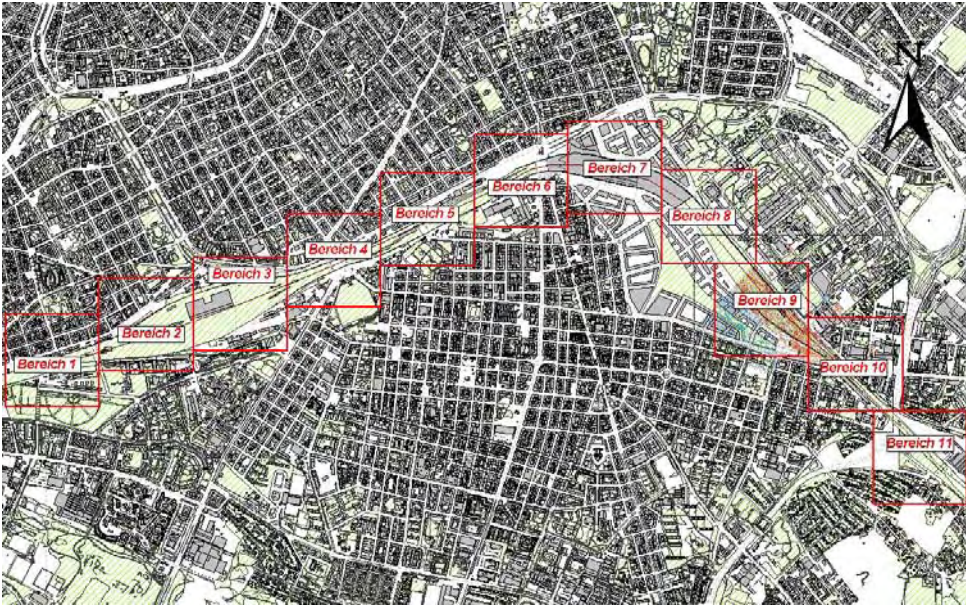 N
Bereich 7
Bereich 6
Bereich 5
Bereich 8
Bereich 4
Bereich 3
Bereich 9
Bereich 2
Bereich 1
Bereich 10
Bereich 11
?